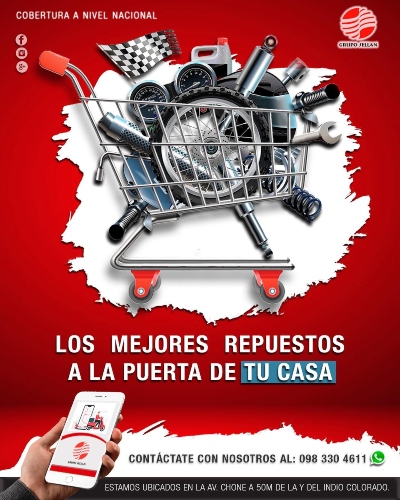 COBERTURA A NIVEL NACIONAL
GRUPO JELLAN
LOS MEJORES REPUESTOS
A LA PUERTA DE TU CASA
CONTÁCTATE CON NOSOTROS AL: 098 330 4611
ESTAMOS UBICADOS EN LA AV. CHONE A 50M DE LA Y DEL INDIO COLORADO.